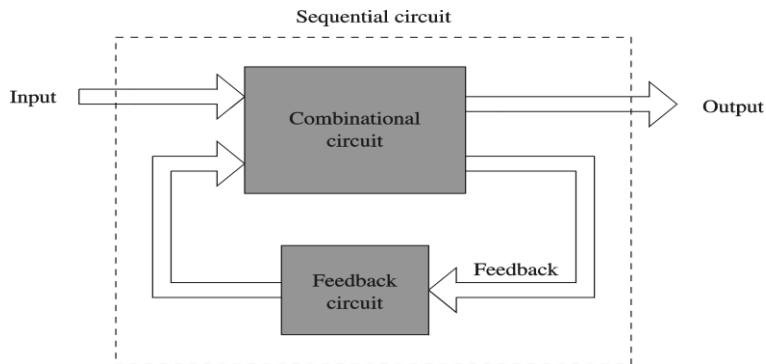 Sequential circuit
Input
Combinational
circuit
Output
Feedback
Feedback
circuit